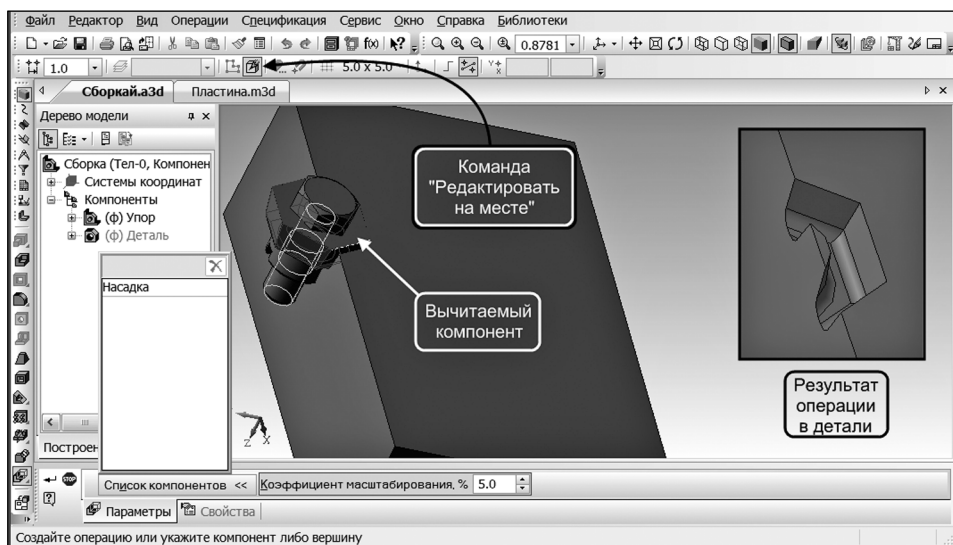 Файл Редактор Вид Операции Спецификация Сервис Окно Справка Библиотеки
f(x) 0.8781
1.0 5.0 x 5.0
Сборкай.a3d Пластина.m3d
Дерево модели
Сборка (Тел-0, Компонен
Системы координат
Компоненты
(ф) Упор
(ф) Деталь
Насадка
Команда
"Редактировать
на месте"
Вычитаемый
компонент
Результат
операции
в детали
Z X
Построен
STOP
Список компонентов << Коэффициент масштабирования, % 5.0
Параметры Свойства
Создайте операцию или укажите компонент либо вершину